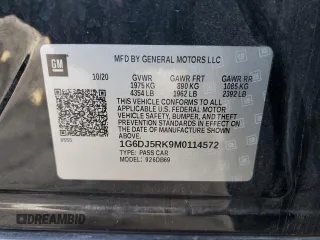 GM
MFD BY GENERAL MOTORS LLC
10/20 GVWR GAWR FRT GAWR RR
1975 KG 890 KG 1085 KG
4354 LB 1962 LB 2392 LB
THIS VEHICLE CONFORMS TO ALL
APPLICABLE U.S. FEDERAL MOTOR
VEHICLE SAFETY, BUMPER, AND THEFT
PREVENTION STANDARDS IN EFFECT
ON THE DATE OF MANUFACTURE
SHOWN ABOVE.
1G6DJ5RK9M0114572
TYPE: PASS CAR
MODEL:
DREAMBID